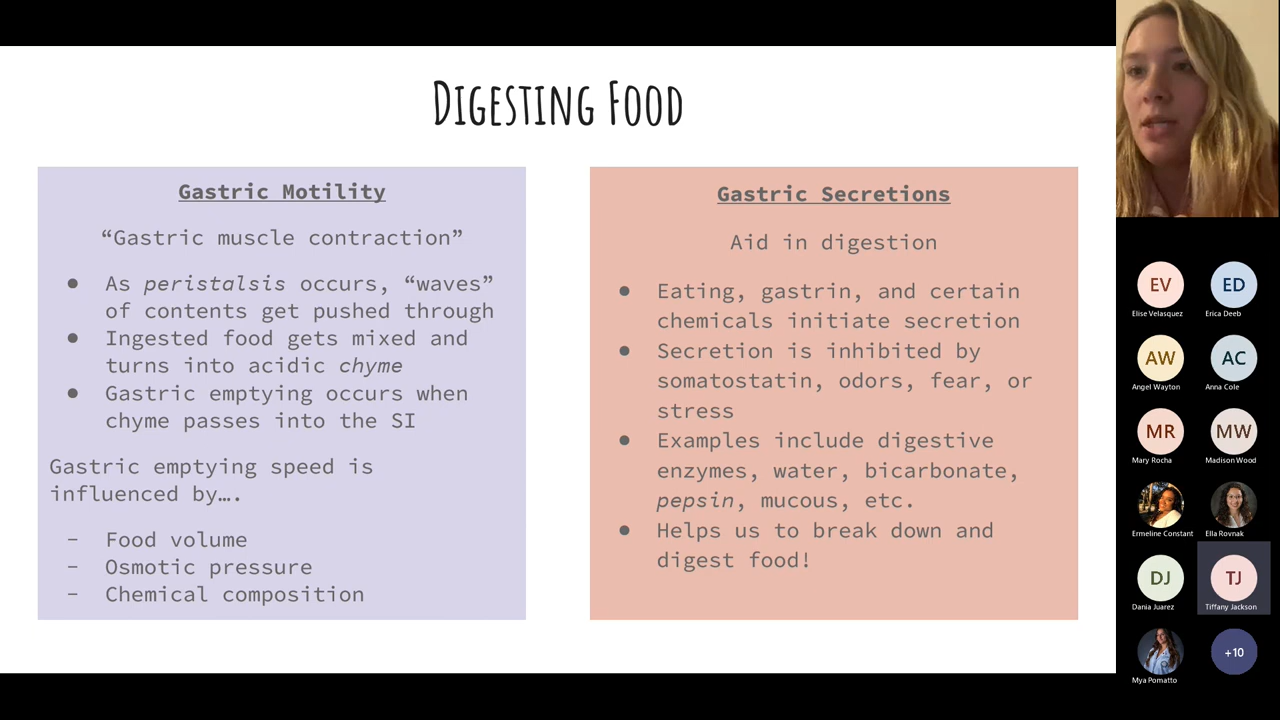 DIGESTING FOOD
Gastric Motility
“Gastric muscle contraction”
● As peristalsis occurs, “waves”
of contents get pushed through
● Ingested food gets mixed and
turns into acidic chyme
● Gastric emptying occurs when
chyme passes into the SI
Gastric emptying speed is
influenced by….
- Food volume
- Osmotic pressure
- Chemical composition
Gastric Secretions
Aid in digestion
● Eating, gastrin, and certain
chemicals initiate secretion
● Secretion is inhibited by
somatostatin, odors, fear, or
stress
● Examples include digestive
enzymes, water, bicarbonate,
pepsin, mucous, etc.
● Helps us to break down and
digest food!
EV
Elise Velasquez
ED
Erica Deeb
AW
Angel Wayton
AC
Anna Cole
MR
Mary Rocha
MW
Madison Wood
Ermeline Constant
Ella Rovnak
DJ
Dania Juarez
TJ
Tiffany Jackson
Mya Pomatto
+10